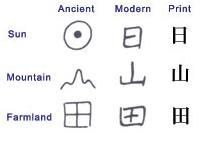 Ancient Modern Print
Sun 日 日
Mountain 山 山
Farmland 田 田